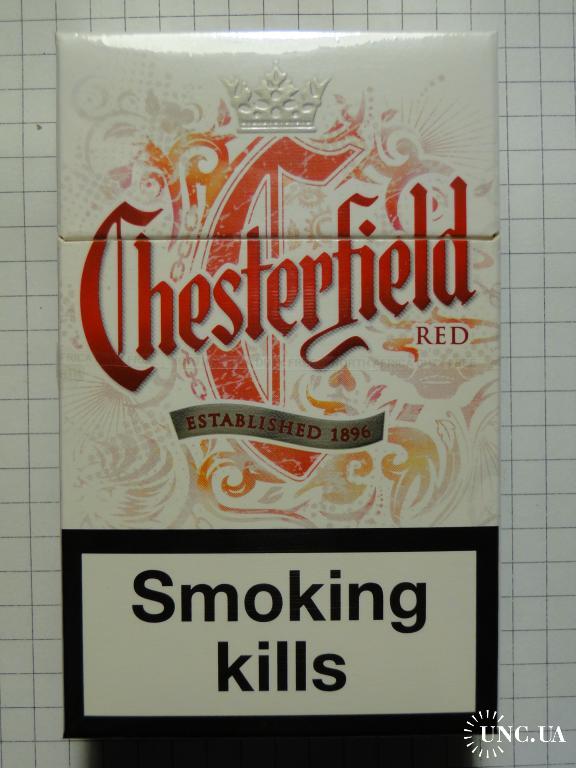 Chesterfield
RED
ESTABLISHED 1896
Smoking
kills
UNC.UA